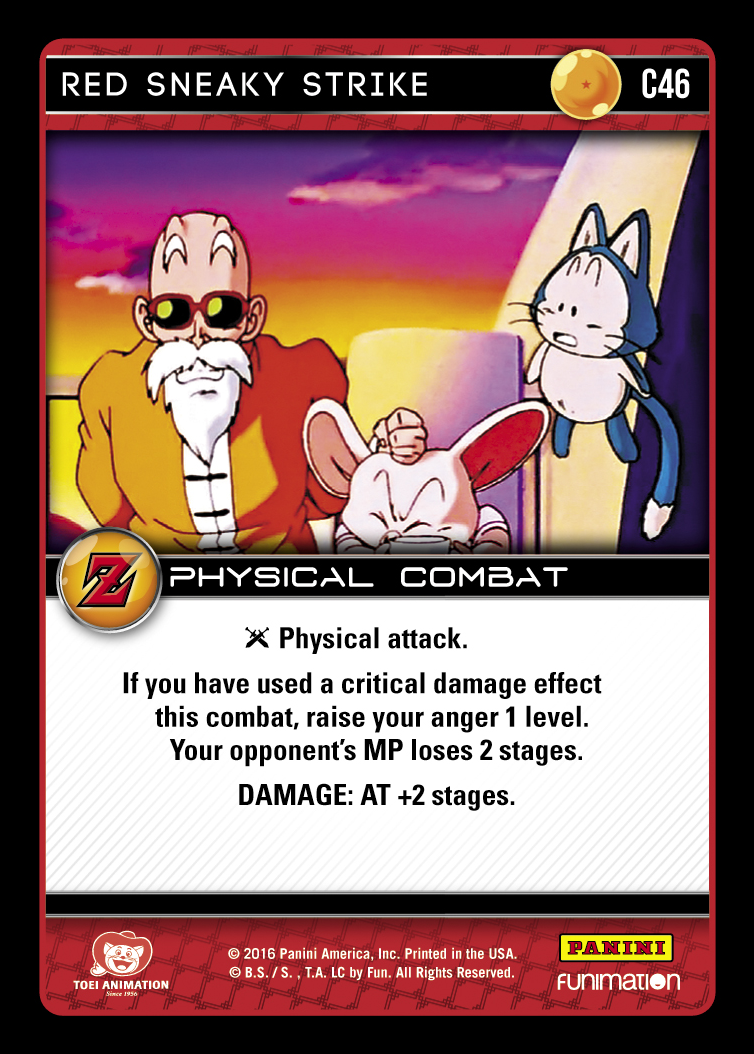 RED SNEAKY STRIKE
C46
Z
PHYSICAL COMBAT
Physical attack.
If you have used a critical damage effect
this combat, raise your anger 1 level.
Your opponent's MP loses 2 stages.
DAMAGE: AT +2 stages.
TOEI ANIMATION
Since 1956
© 2016 Panini America, Inc. Printed in the USA.
© B.S. / S. , T.A. LC by Fun. All Rights Reserved.
PANINI
FUNIMATION